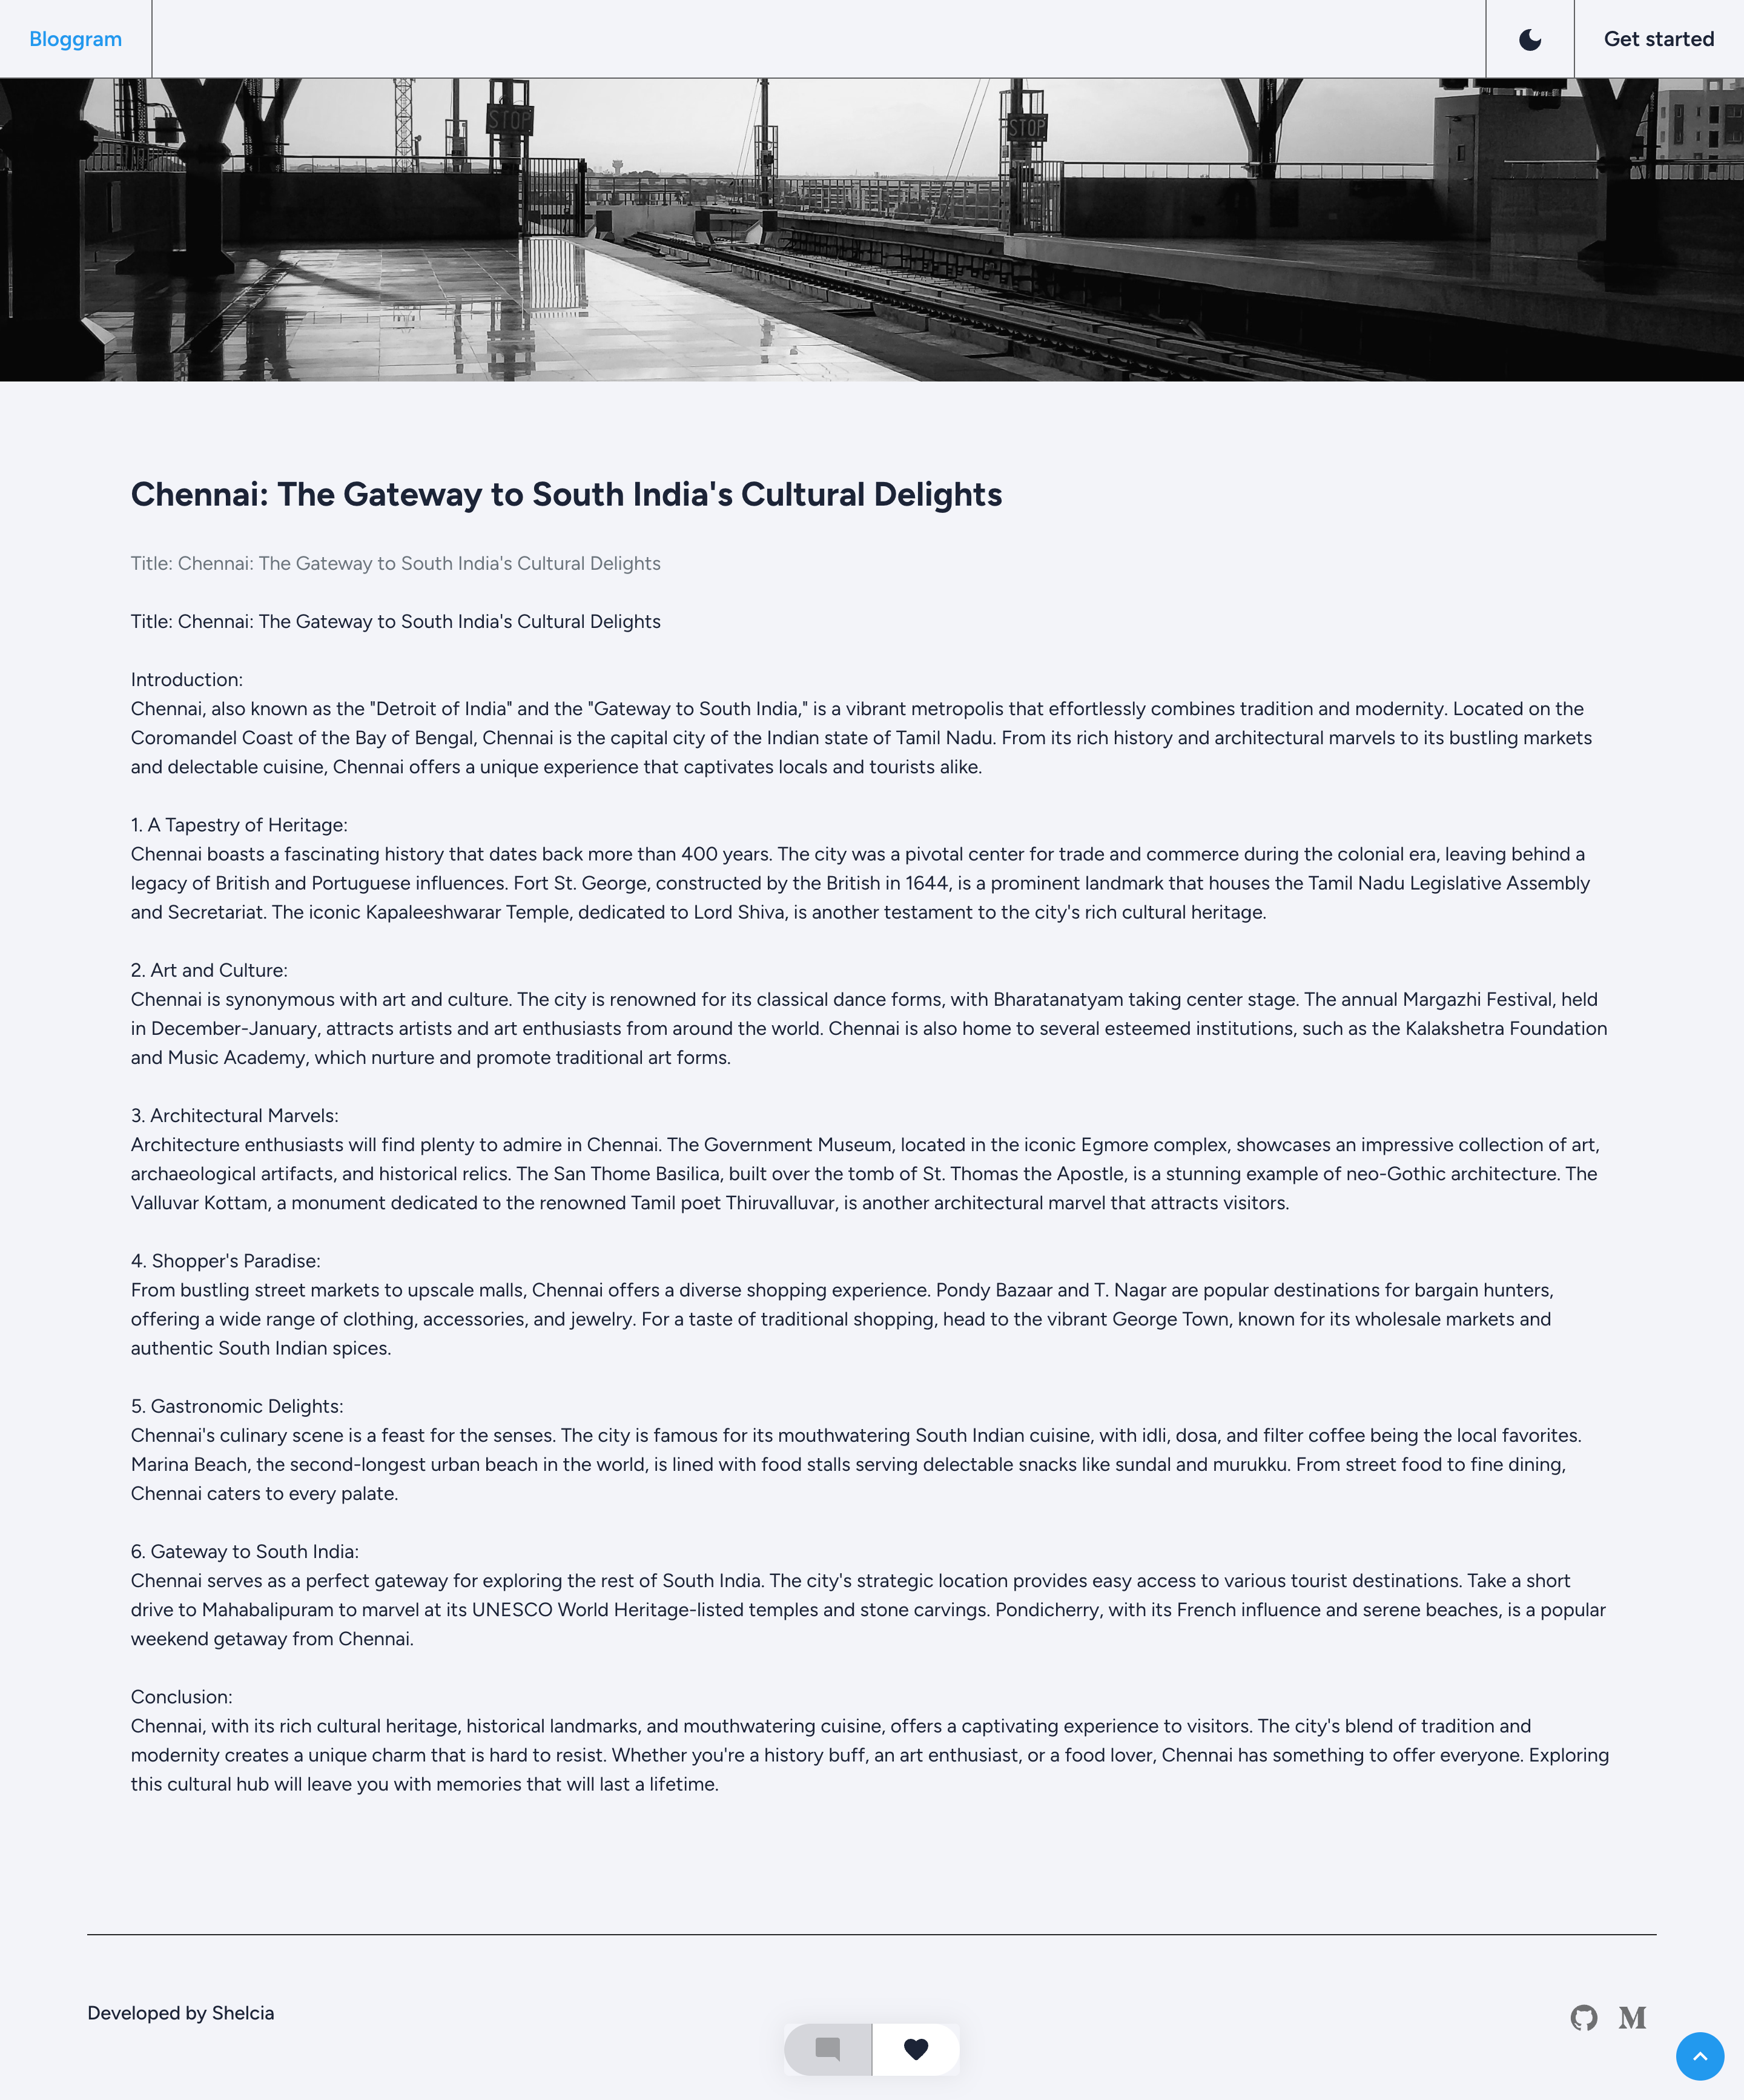 Bloggram
Get started
STOP
STOP
Chennai: The Gateway to South India's Cultural Delights
Title: Chennai: The Gateway to South India's Cultural Delights
Title: Chennai: The Gateway to South India's Cultural Delights
Introduction:
Chennai, also known as the "Detroit of India" and the "Gateway to South India," is a vibrant metropolis that effortlessly combines tradition and modernity. Located on the
Coromandel Coast of the Bay of Bengal, Chennai is the capital city of the Indian state of Tamil Nadu. From its rich history and architectural marvels to its bustling markets
and delectable cuisine, Chennai offers a unique experience that captivates locals and tourists alike.
1. A Tapestry of Heritage:
Chennai boasts a fascinating history that dates back more than 400 years. The city was a pivotal center for trade and commerce during the colonial era, leaving behind a
legacy of British and Portuguese influences. Fort St. George, constructed by the British in 1644, is a prominent landmark that houses the Tamil Nadu Legislative Assembly
and Secretariat. The iconic Kapaleeshwarar Temple, dedicated to Lord Shiva, is another testament to the city's rich cultural heritage.
2. Art and Culture:
Chennai is synonymous with art and culture. The city is renowned for its classical dance forms, with Bharatanatyam taking center stage. The annual Margazhi Festival, held
in December-January, attracts artists and art enthusiasts from around the world. Chennai is also home to several esteemed institutions, such as the Kalakshetra Foundation
and Music Academy, which nurture and promote traditional art forms.
3. Architectural Marvels:
Architecture enthusiasts will find plenty to admire in Chennai. The Government Museum, located in the iconic Egmore complex, showcases an impressive collection of art,
archaeological artifacts, and historical relics. The San Thome Basilica, built over the tomb of St. Thomas the Apostle, is a stunning example of neo-Gothic architecture. The
Valluvar Kottam, a monument dedicated to the renowned Tamil poet Thiruvalluvar, is another architectural marvel that attracts visitors.
4. Shopper's Paradise:
From bustling street markets to upscale malls, Chennai offers a diverse shopping experience. Pondy Bazaar and T. Nagar are popular destinations for bargain hunters,
offering a wide range of clothing, accessories, and jewelry. For a taste of traditional shopping, head to the vibrant George Town, known for its wholesale markets and
authentic South Indian spices.
5. Gastronomic Delights:
Chennai's culinary scene is a feast for the senses. The city is famous for its mouthwatering South Indian cuisine, with idli, dosa, and filter coffee being the local favorites.
Marina Beach, the second-longest urban beach in the world, is lined with food stalls serving delectable snacks like sundal and murukku. From street food to fine dining,
Chennai caters to every palate.
6. Gateway to South India:
Chennai serves as a perfect gateway for exploring the rest of South India. The city's strategic location provides easy access to various tourist destinations. Take a short
drive to Mahabalipuram to marvel at its UNESCO World Heritage-listed temples and stone carvings. Pondicherry, with its French influence and serene beaches, is a popular
weekend getaway from Chennai.
Conclusion:
Chennai, with its rich cultural heritage, historical landmarks, and mouthwatering cuisine, offers a captivating experience to visitors. The city's blend of tradition and
modernity creates a unique charm that is hard to resist. Whether you're a history buff, an art enthusiast, or a food lover, Chennai has something to offer everyone. Exploring
this cultural hub will leave you with memories that will last a lifetime.
Developed by Shelcia